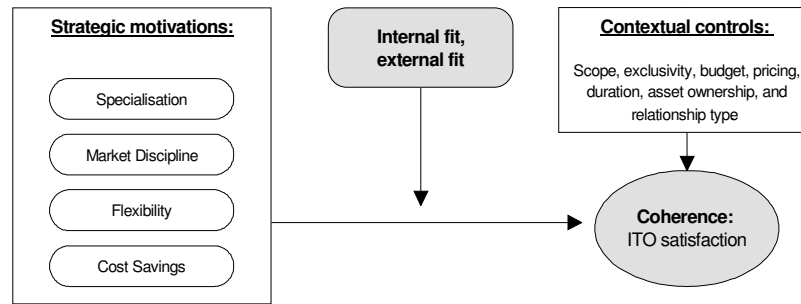 Strategic motivations:
Specialisation
Market Discipline
Flexibility
Cost Savings
Internal fit,
external fit
Contextual controls:
Scope, exclusivity, budget, pricing,
duration, asset ownership, and
relationship type
Coherence:
ITO satisfaction